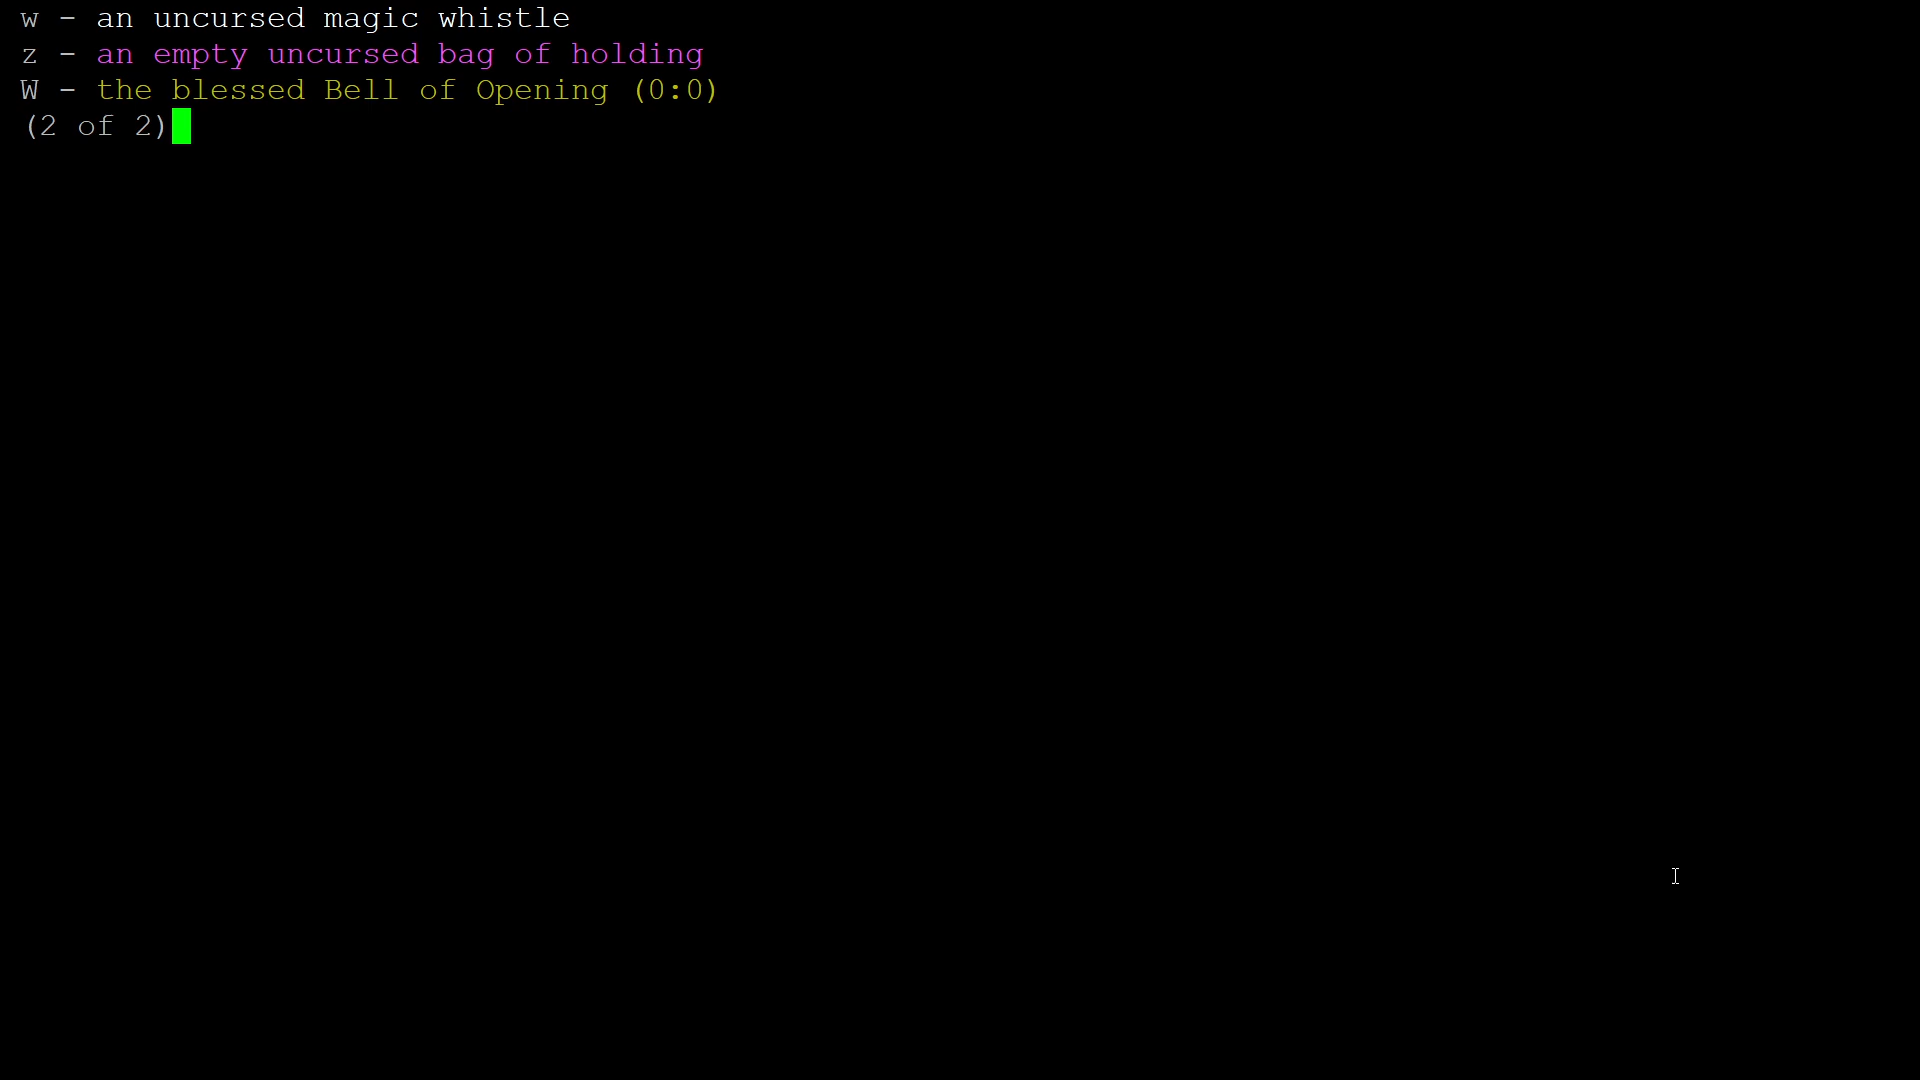 w - an uncursed magic whistle
z - an empty uncursed bag of holding
W - the blessed Bell of Opening (0:0)
(2 of 2)